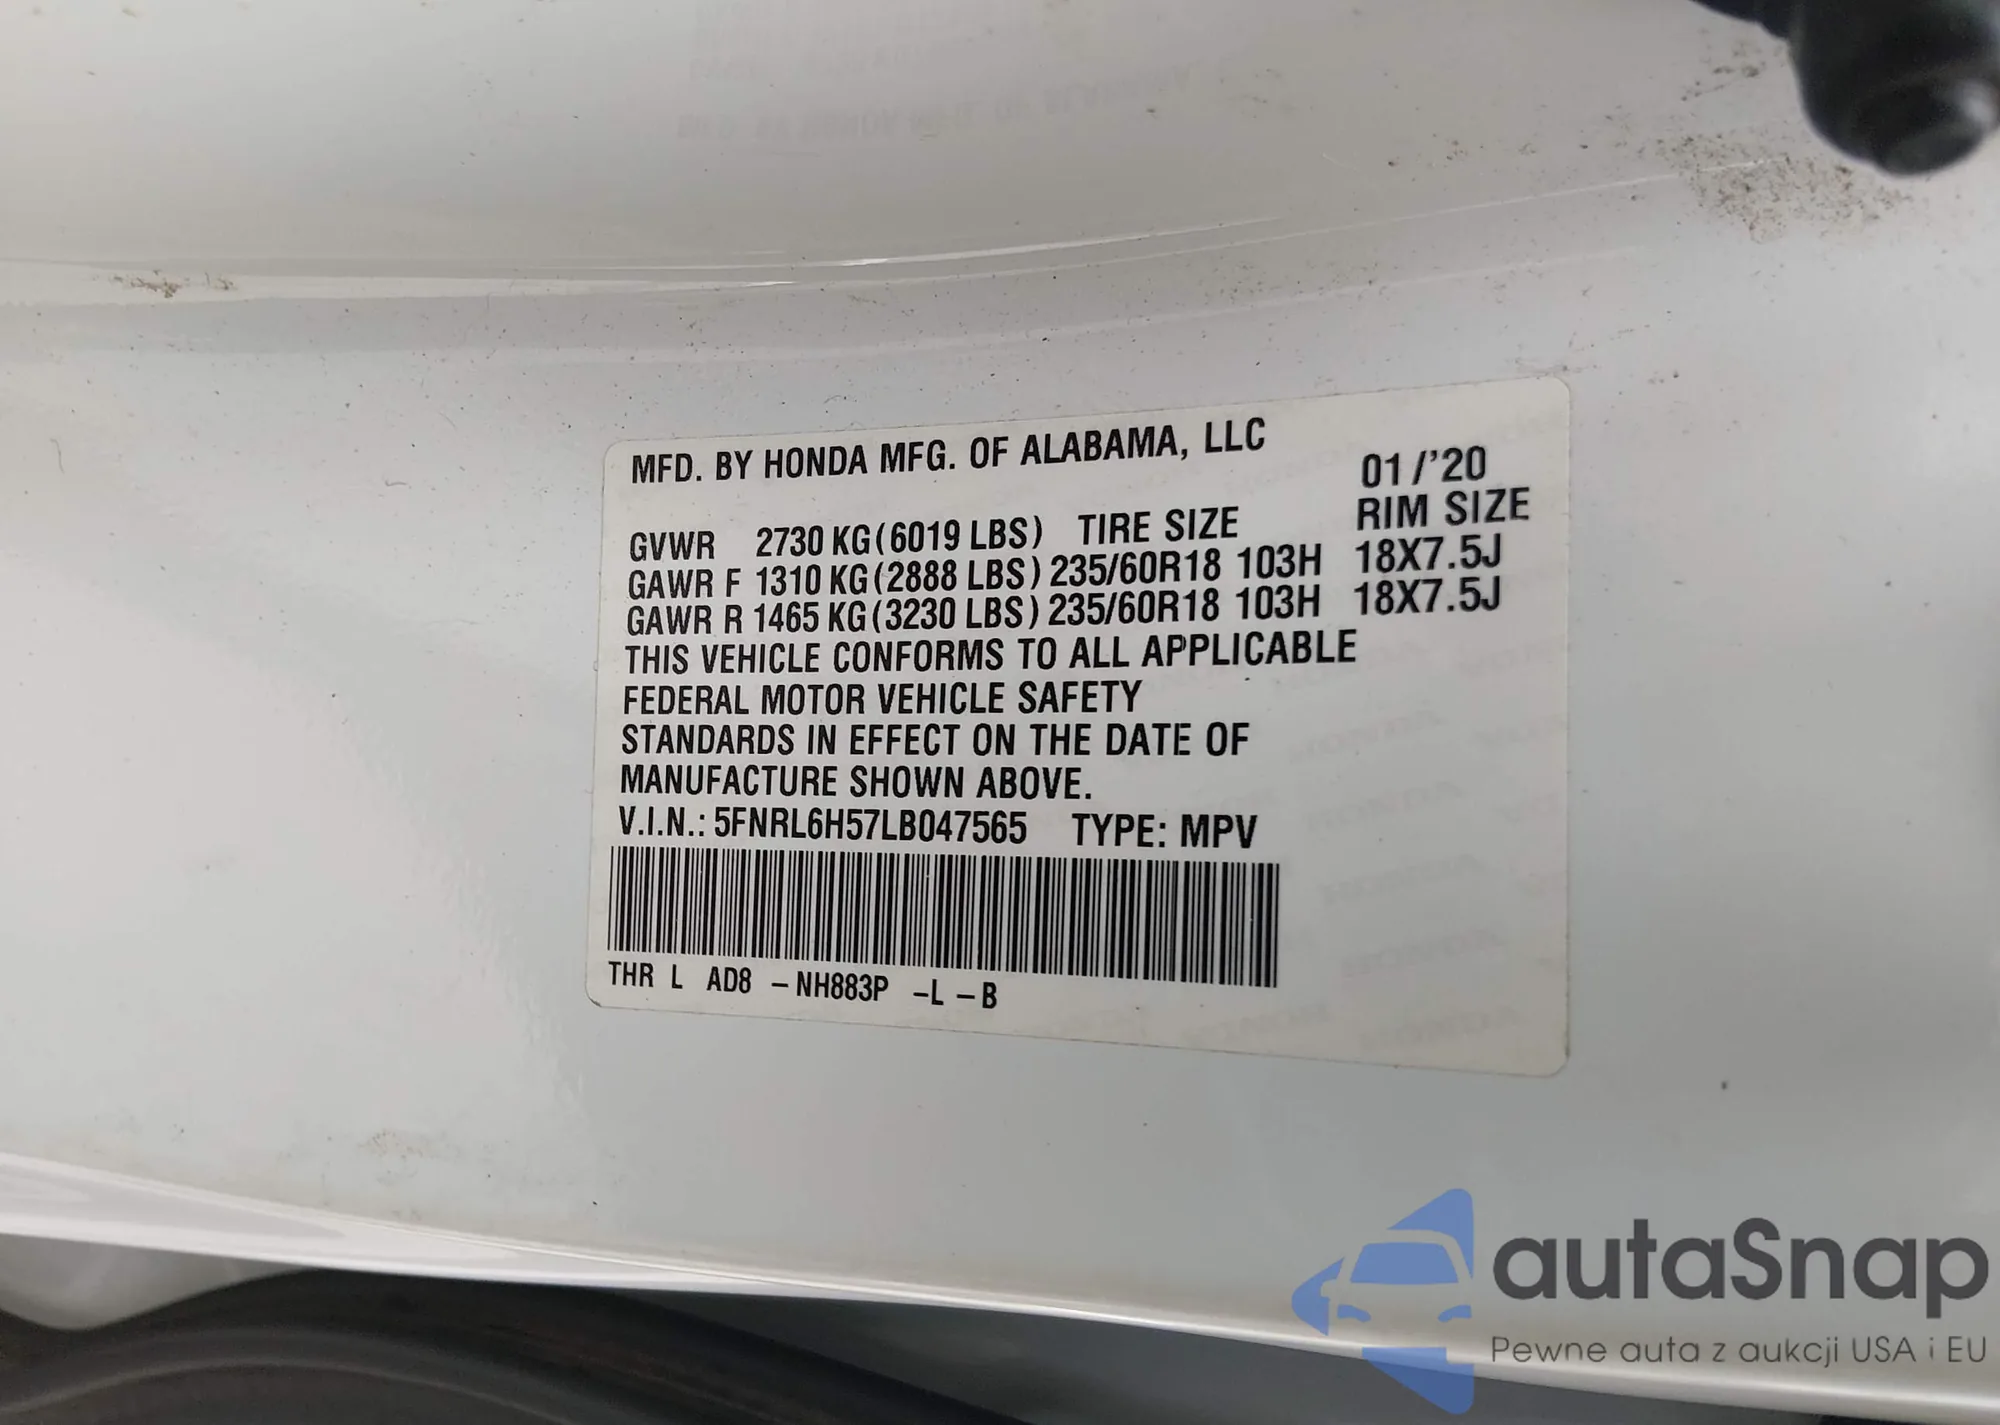 MFD. BY HONDA MFG. OF ALABAMA, LLC
01/'20
GVWR 2730 KG(6019 LBS) TIRE SIZE RIM SIZE
GAWR F 1310 KG(2888 LBS) 235/60R18 103H 18X7.5J
GAWR R 1465 KG(3230 LBS) 235/60R18 103H 18X7.5J
THIS VEHICLE CONFORMS TO ALL APPLICABLE
FEDERAL MOTOR VEHICLE SAFETY
STANDARDS IN EFFECT ON THE DATE OF
MANUFACTURE SHOWN ABOVE.
V.I.N.: 5FNRL6H57LB047565 TYPE: MPV
THR L AD8 -NH883P -L -B
autaSnap
Pewne auta z aukcji USA i EU